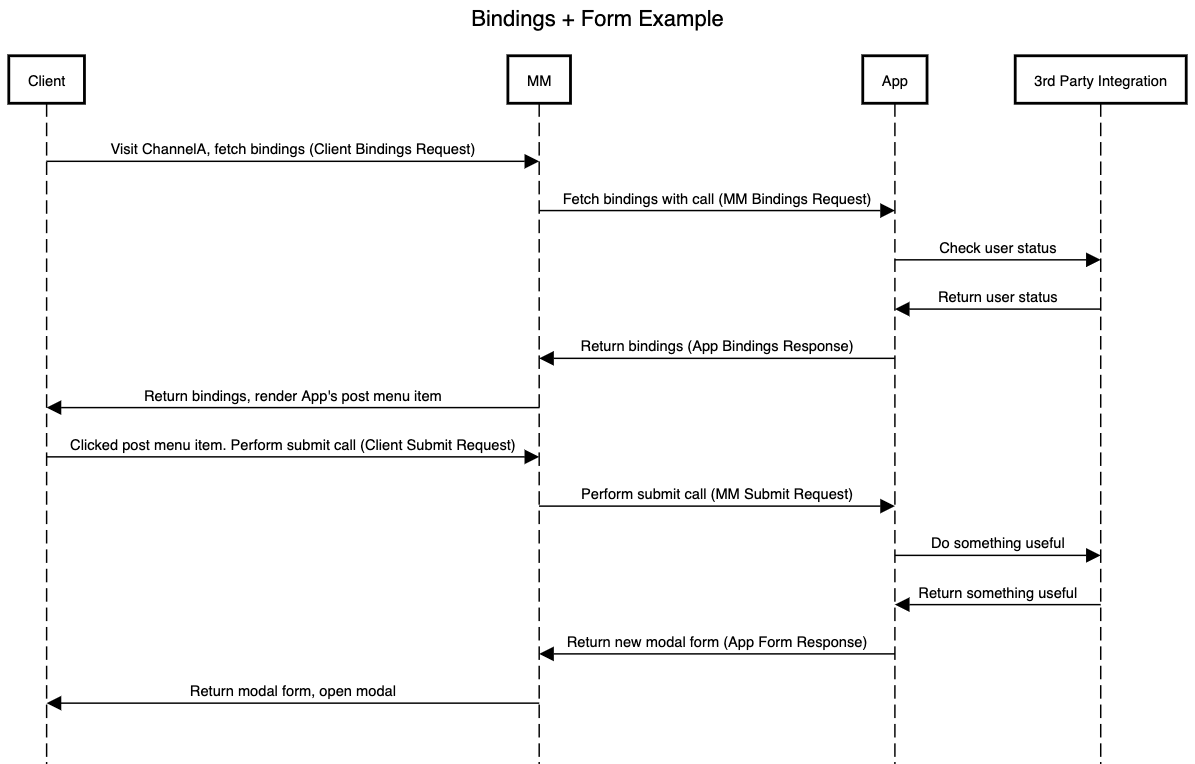 Bindings + Form Example
Client
MM
App
3rd Party Integration
Visit ChannelA, fetch bindings (Client Bindings Request)
Fetch bindings with call (MM Bindings Request)
Check user status
Return user status
Return bindings (App Bindings Response)
Return bindings, render App's post menu item
Clicked post menu item. Perform submit call (Client Submit Request)
Perform submit call (MM Submit Request)
Do something useful
Return something useful
Return new modal form (App Form Response)
Return modal form, open modal